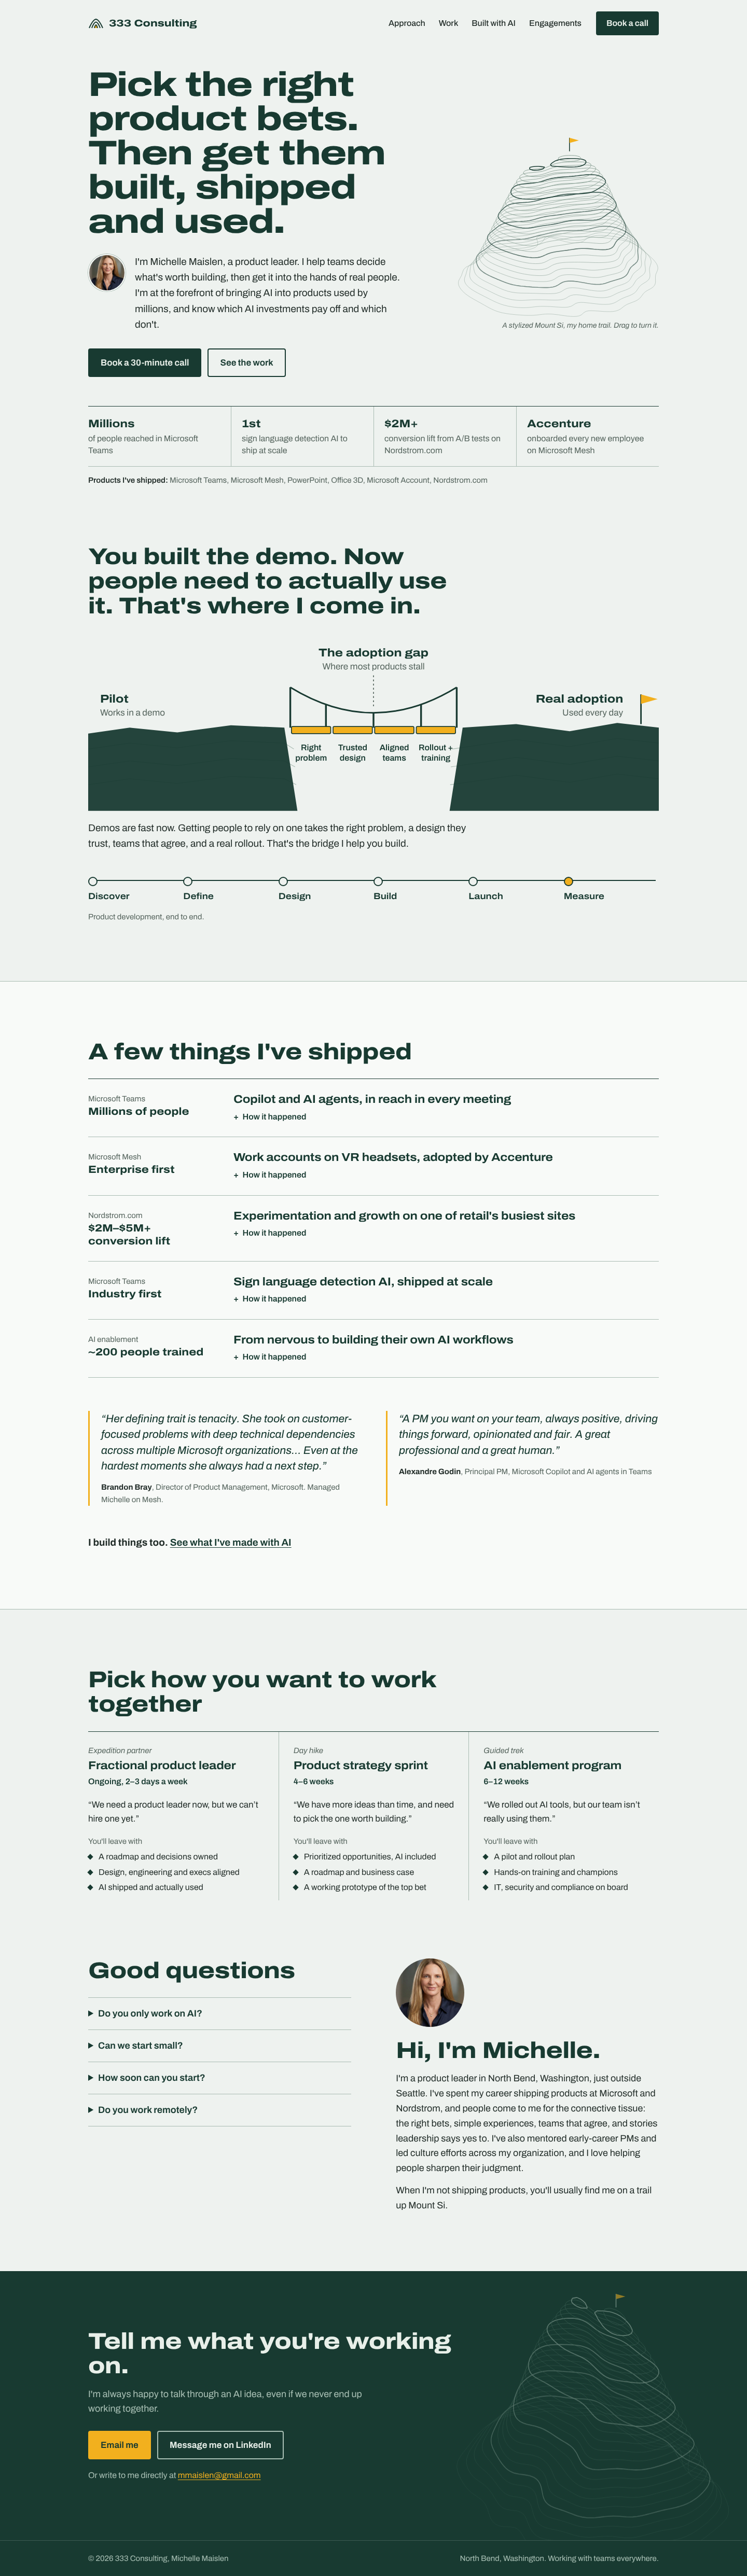 333 Consulting
Approach
Work
Built with AI
Engagements
Book a call
Pick the right
product bets.
Then get them
built, shipped
and used.
I'm Michelle Maislen, a product leader. I help teams decide
what's worth building, then get it into the hands of real people.
I'm at the forefront of bringing AI into products used by
millions, and know which AI investments pay off and which
don't.
A stylized Mount Si, my home trail. Drag to turn it.
Book a 30-minute call
See the work
Millions
of people reached in Microsoft
Teams
1st
sign language detection AI to
ship at scale
$2M+
conversion lift from A/B tests on
Nordstrom.com
Accenture
onboarded every new employee
on Microsoft Mesh
Products I've shipped: Microsoft Teams, Microsoft Mesh, PowerPoint, Office 3D, Microsoft Account, Nordstrom.com
You built the demo. Now
people need to actually use
it. That's where I come in.
The adoption gap
Where most products stall
Pilot
Works in a demo
Real adoption
Used every day
Right
problem
Trusted
design
Aligned
teams
Rollout +
training
Demos are fast now. Getting people to rely on one takes the right problem, a design they
trust, teams that agree, and a real rollout. That's the bridge I help you build.
Discover
Define
Design
Build
Launch
Measure
Product development, end to end.
A few things I've shipped
Microsoft Teams
Millions of people
Copilot and AI agents, in reach in every meeting
+ How it happened
Microsoft Mesh
Enterprise first
Work accounts on VR headsets, adopted by Accenture
+ How it happened
Nordstrom.com
$2M–$5M+
conversion lift
Experimentation and growth on one of retail's busiest sites
+ How it happened
Microsoft Teams
Industry first
Sign language detection AI, shipped at scale
+ How it happened
AI enablement
~200 people trained
From nervous to building their own AI workflows
+ How it happened
“Her defining trait is tenacity. She took on customer-
focused problems with deep technical dependencies
across multiple Microsoft organizations… Even at the
hardest moments she always had a next step.”
Brandon Bray, Director of Product Management, Microsoft. Managed
Michelle on Mesh.
“A PM you want on your team, always positive, driving
things forward, opinionated and fair. A great
professional and a great human.”
Alexandre Godin, Principal PM, Microsoft Copilot and AI agents in Teams
I build things too. See what I've made with AI
Pick how you want to work
together
Expedition partner
Fractional product leader
Ongoing, 2–3 days a week
“We need a product leader now, but we can’t
hire one yet.”
You'll leave with
A roadmap and decisions owned
Design, engineering and execs aligned
AI shipped and actually used
Day hike
Product strategy sprint
4–6 weeks
“We have more ideas than time, and need
to pick the one worth building.”
You'll leave with
Prioritized opportunities, AI included
A roadmap and business case
A working prototype of the top bet
Guided trek
AI enablement program
6–12 weeks
“We rolled out AI tools, but our team isn’t
really using them.”
You'll leave with
A pilot and rollout plan
Hands-on training and champions
IT, security and compliance on board
Good questions
Do you only work on AI?
Can we start small?
How soon can you start?
Do you work remotely?
Hi, I'm Michelle.
I'm a product leader in North Bend, Washington, just outside
Seattle. I've spent my career shipping products at Microsoft and
Nordstrom, and people come to me for the connective tissue:
the right bets, simple experiences, teams that agree, and stories
leadership says yes to. I've also mentored early-career PMs and
led culture efforts across my organization, and I love helping
people sharpen their judgment.
When I'm not shipping products, you'll usually find me on a trail
up Mount Si.
Tell me what you're working
on.
I'm always happy to talk through an AI idea, even if we never end up
working together.
Email me
Message me on LinkedIn
Or write to me directly at mmaislen@gmail.com
© 2026 333 Consulting, Michelle Maislen
North Bend, Washington. Working with teams everywhere.